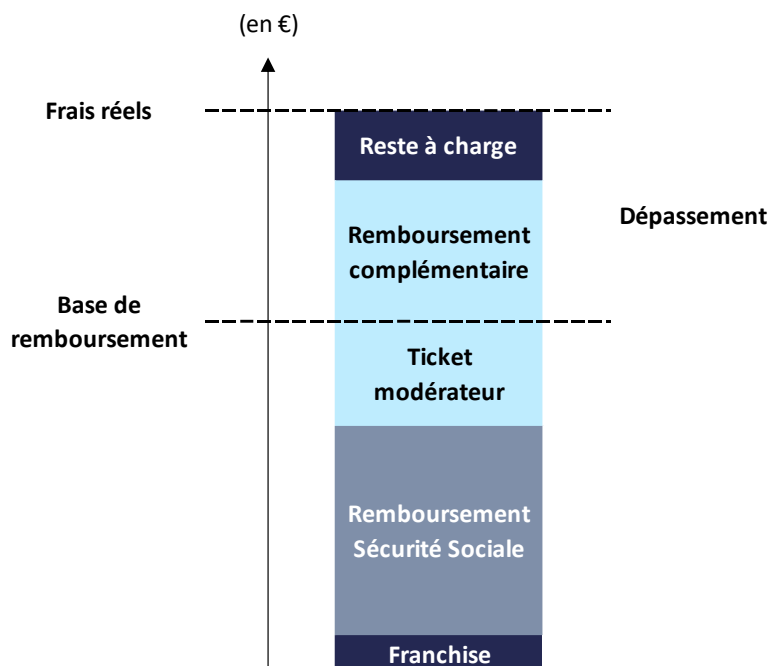 (en €)
Frais réels
Reste à charge
Dépassement
Remboursement
complémentaire
Base de
remboursement
Ticket
modérateur
Remboursement
Sécurité Sociale
Franchise